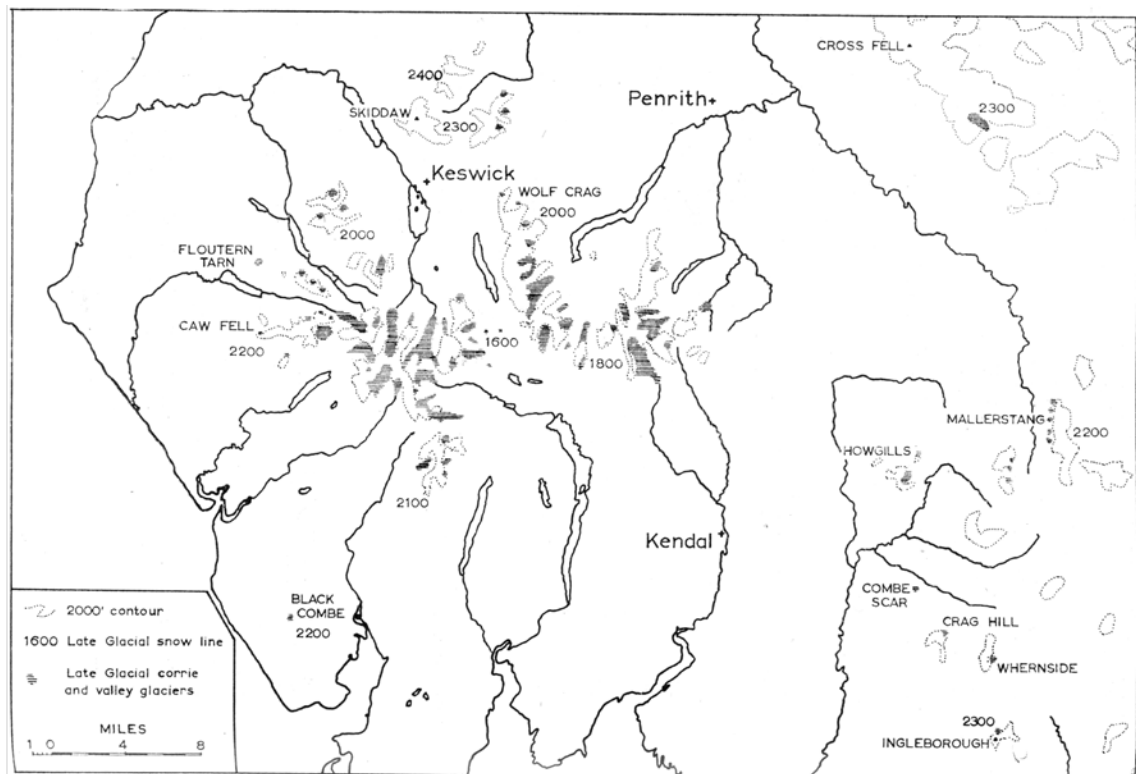 CROSS FELL
2400
Penrith
SKIDDAW
2300
2300
Keswick
WOLF CRAG
2000
2000
FLOUTERN
TARN
CAW FELL
2200
1600
1800
MALLERSTANG
2200
HOWGILLS
2100
Kendal
COMBE
SCAR
BLACK
COMBE
2200
CRAG HILL
WHERNSIDE
2300
INGLEBOROUGH
2000' contour
1600 Late Glacial snow line
Late Glacial corrie
and valley glaciers
MILES
1 0 4 8